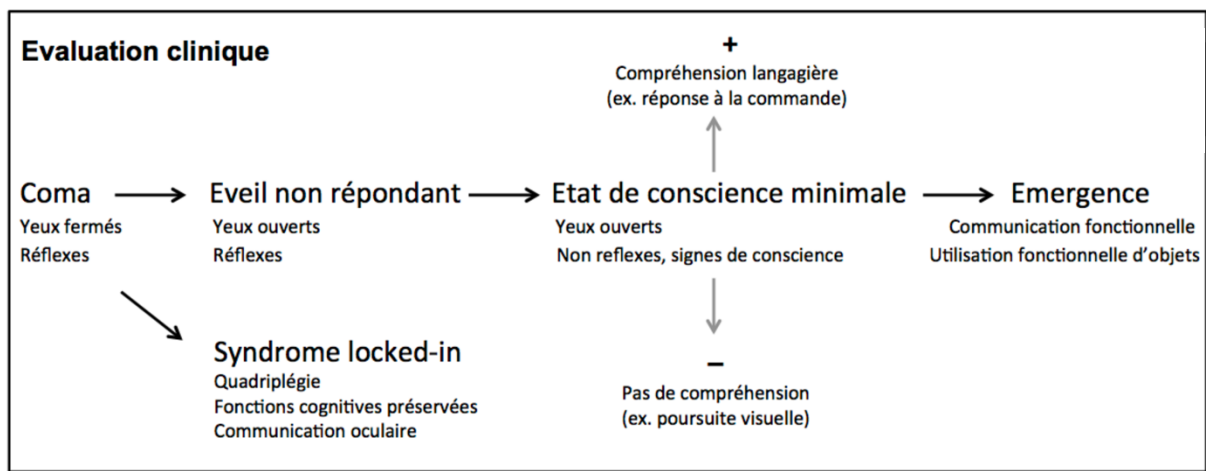 Evaluation clinique
+
Compréhension langagière
(ex. réponse à la commande)
Coma
Yeux fermés
Réflexes
Eveil non répondant
Yeux ouverts
Réflexes
Etat de conscience minimale
Yeux ouverts
Non reflexes, signes de conscience
Emergence
Communication fonctionnelle
Utilisation fonctionnelle d'objets
Syndrome locked-in
Quadriplégie
Fonctions cognitives préservées
Communication oculaire
–
Pas de compréhension
(ex. poursuite visuelle)